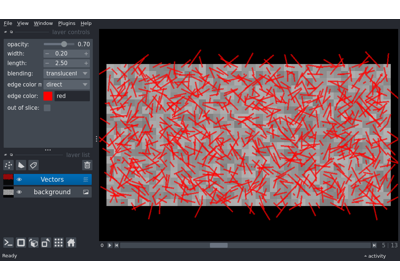 File View Window Plugins Help
layer controls
opacity: 0.70
width: 0.20
length: 2.50
blending: translucent
edge color m direct
edge color: red
out of slice:
layer list
Vectors
background
0 5 13
Ready activity